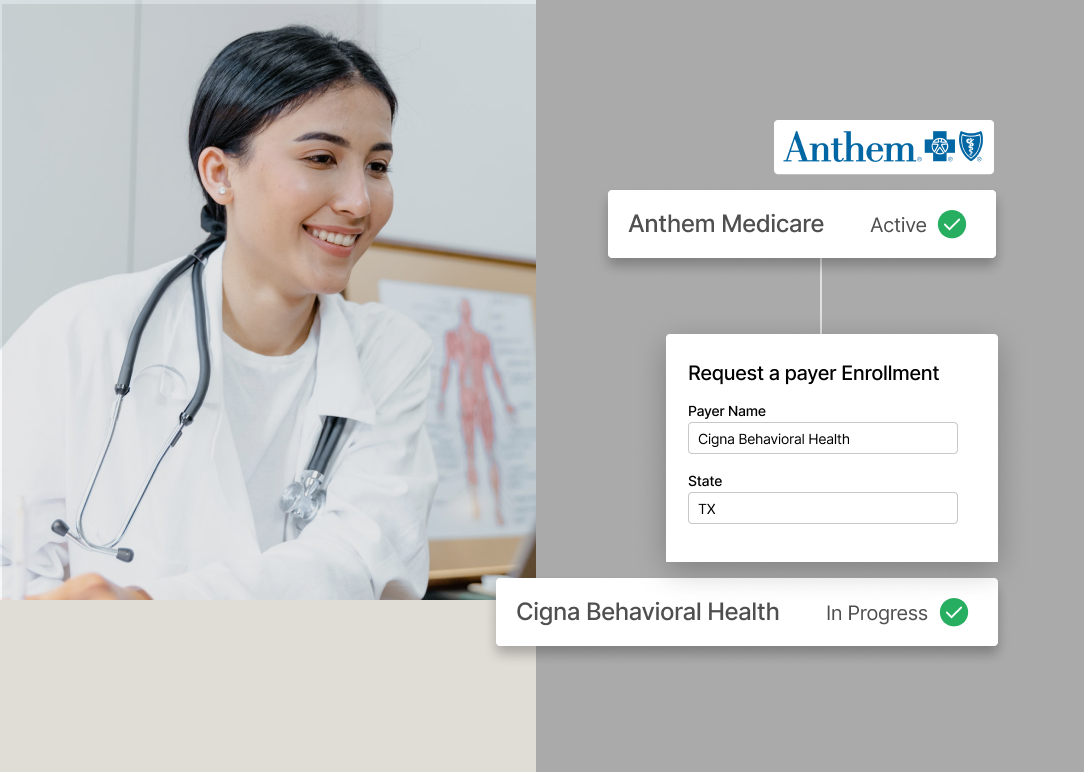 Anthem
Anthem Medicare Active
Request a payer Enrollment
Payer Name
Cigna Behavioral Health
State
TX
Cigna Behavioral Health In Progress